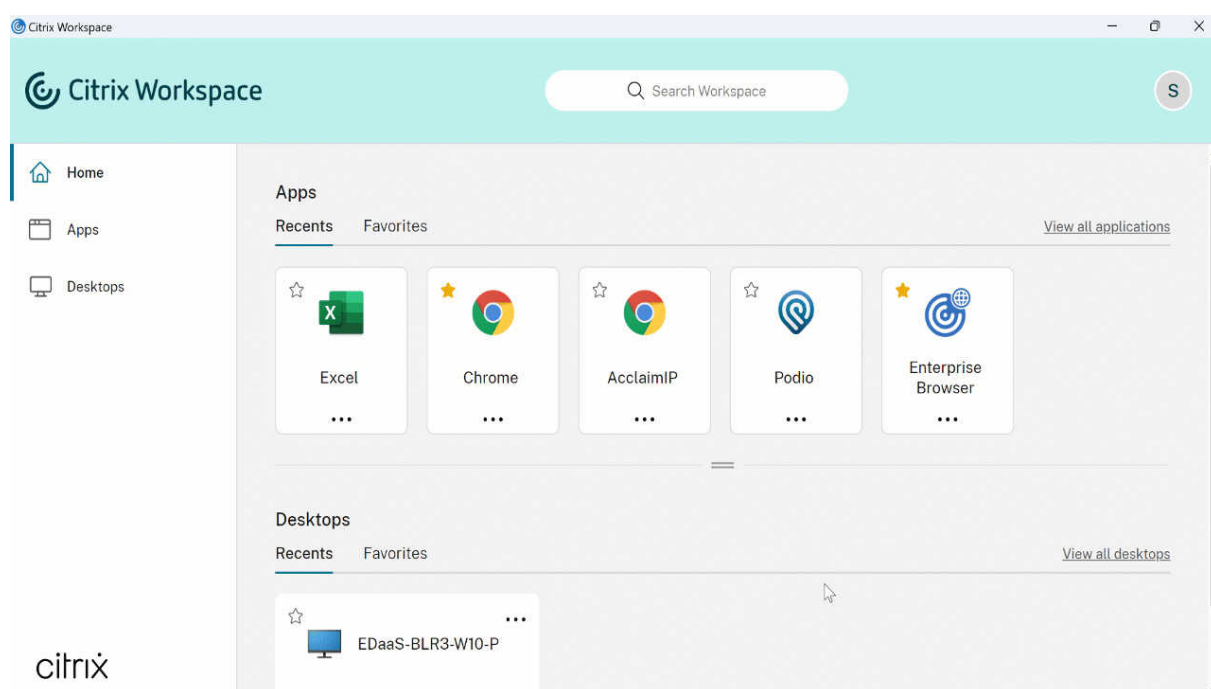 Citrix Workspace
Citrix Workspace
Search Workspace
S
Home
Apps
Desktops
Apps
Recents Favorites View all applications
X
Excel
Chrome
AcclaimIP
Podio
Enterprise
Browser
Desktops
Recents Favorites View all desktops
EDaaS-BLR3-W10-P
citrix